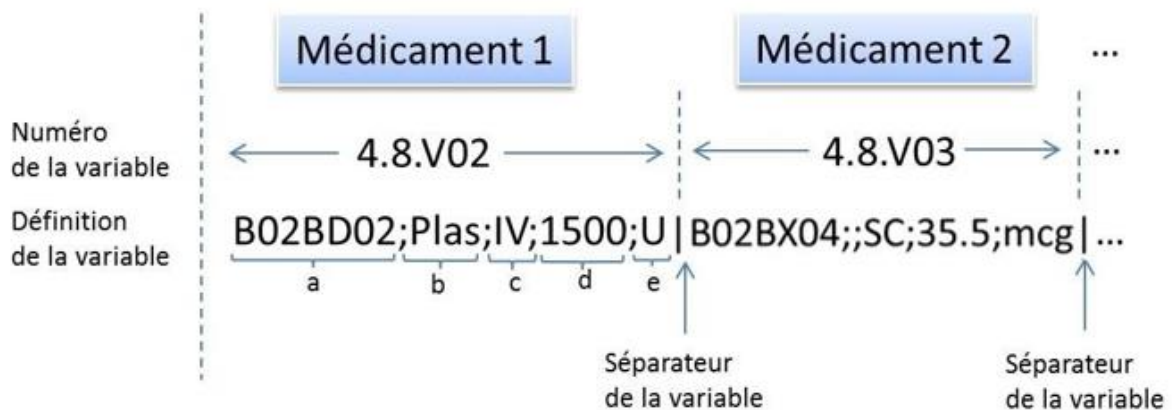 Médicament 1 Médicament 2 ...
Numéro
de la variable
4.8.V02 4.8.V03 ...
Définition
de la variable
B02BD02;Plas;IV;1500;U|B02BX04;;SC;35.5;mcg|...
a b c d e
Séparateur
de la variable
Séparateur
de la variable